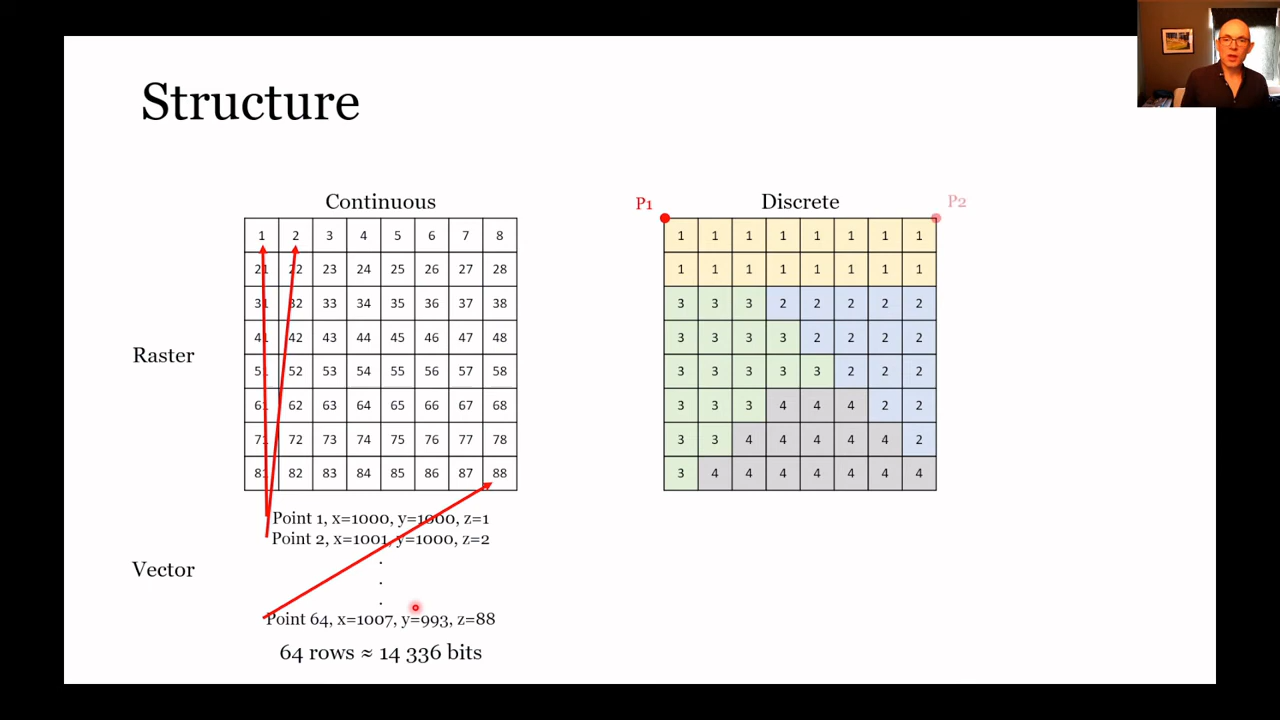 Structure
Continuous
P1
Discrete
P2
1 2 3 4 5 6 7 8
21 22 23 24 25 26 27 28
31 32 33 34 35 36 37 38
41 42 43 44 45 46 47 48
51 52 53 54 55 56 57 58
61 62 63 64 65 66 67 68
71 72 73 74 75 76 77 78
81 82 83 84 85 86 87 88
1 1 1 1 1 1 1 1
1 1 1 1 1 1 1 1
3 3 3 2 2 2 2 2
3 3 3 3 2 2 2 2
3 3 3 3 3 2 2 2
3 3 3 4 4 4 2 2
3 3 4 4 4 4 4 2
3 4 4 4 4 4 4 4
Raster
Point 1, x=1000, y=1000, z=1
Point 2, x=1001, y=1000, z=2
Vector
.
.
.
Point 64, x=1007, y=993, z=88
64 rows ≈ 14 336 bits